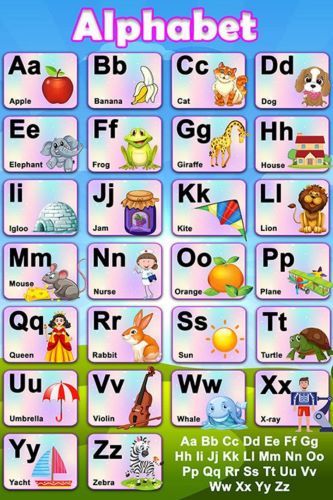 Alphabet
Aa
Apple
Bb
Banana
Cc
Cat
Dd
Dog
Ee
Elephant
Ff
Frog
Gg
Giraffe
Hh
House
Ii
Igloo
Jj
Jam
Kk
Kite
Ll
Lion
Mm
Mouse
Nn
Nurse
Oo
Orange
Pp
Plane
Qq
Queen
Rr
Rabbit
Ss
Sun
Tt
Turtle
Uu
Umbrella
Vv
Violin
Ww
Whale
Xx
X-ray
Yy
Yacht
Zz
Zebra
Aa Bb Cc Dd Ee Ff Gg
Hh Ii Jj Kk Ll Mm Nn Oo
Pp Qq Rr Ss Tt Uu Vv
Ww Xx Yy Zz